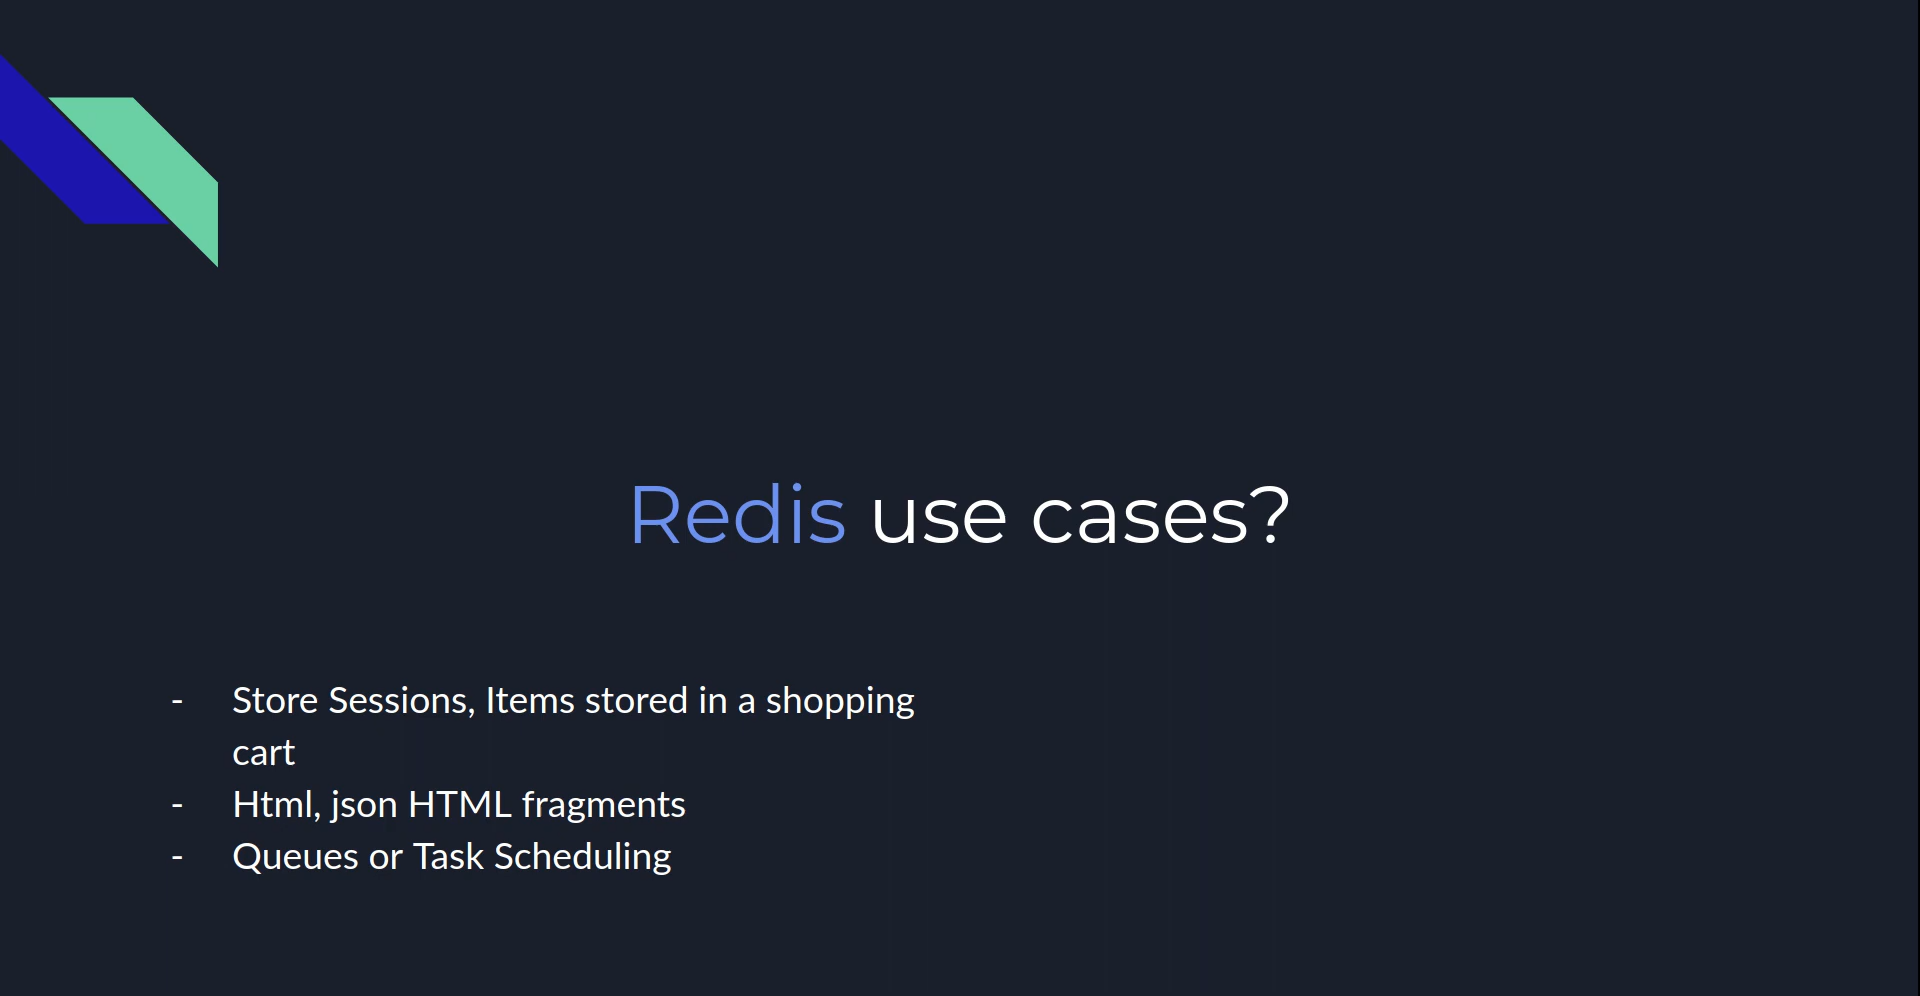 Redis use cases?
- Store Sessions, Items stored in a shopping
cart
- Html, json HTML fragments
- Queues or Task Scheduling